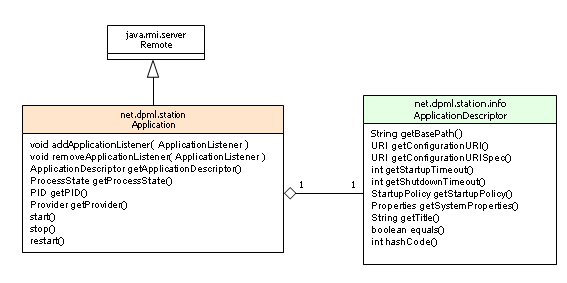 java.rmi.server
Remote
net.dpml.station
Application
void addApplicationListener( ApplicationListener )
void removeApplicationListener( ApplicationListener )
ApplicationDescriptor getApplicationDescriptor()
ProcessState getProcessState()
PID getPID()
Provider getProvider()
start()
stop()
restart()
1
1
net.dpml.station.info
ApplicationDescriptor
String getBasePath()
URI getConfigurationURI()
URI getConfigurationURISpec()
int getStartupTimeout()
int getShutdownTimeout()
StartupPolicy getStartupPolicy()
Properties getSystemProperties()
String getTitle()
boolean equals()
int hashCode()